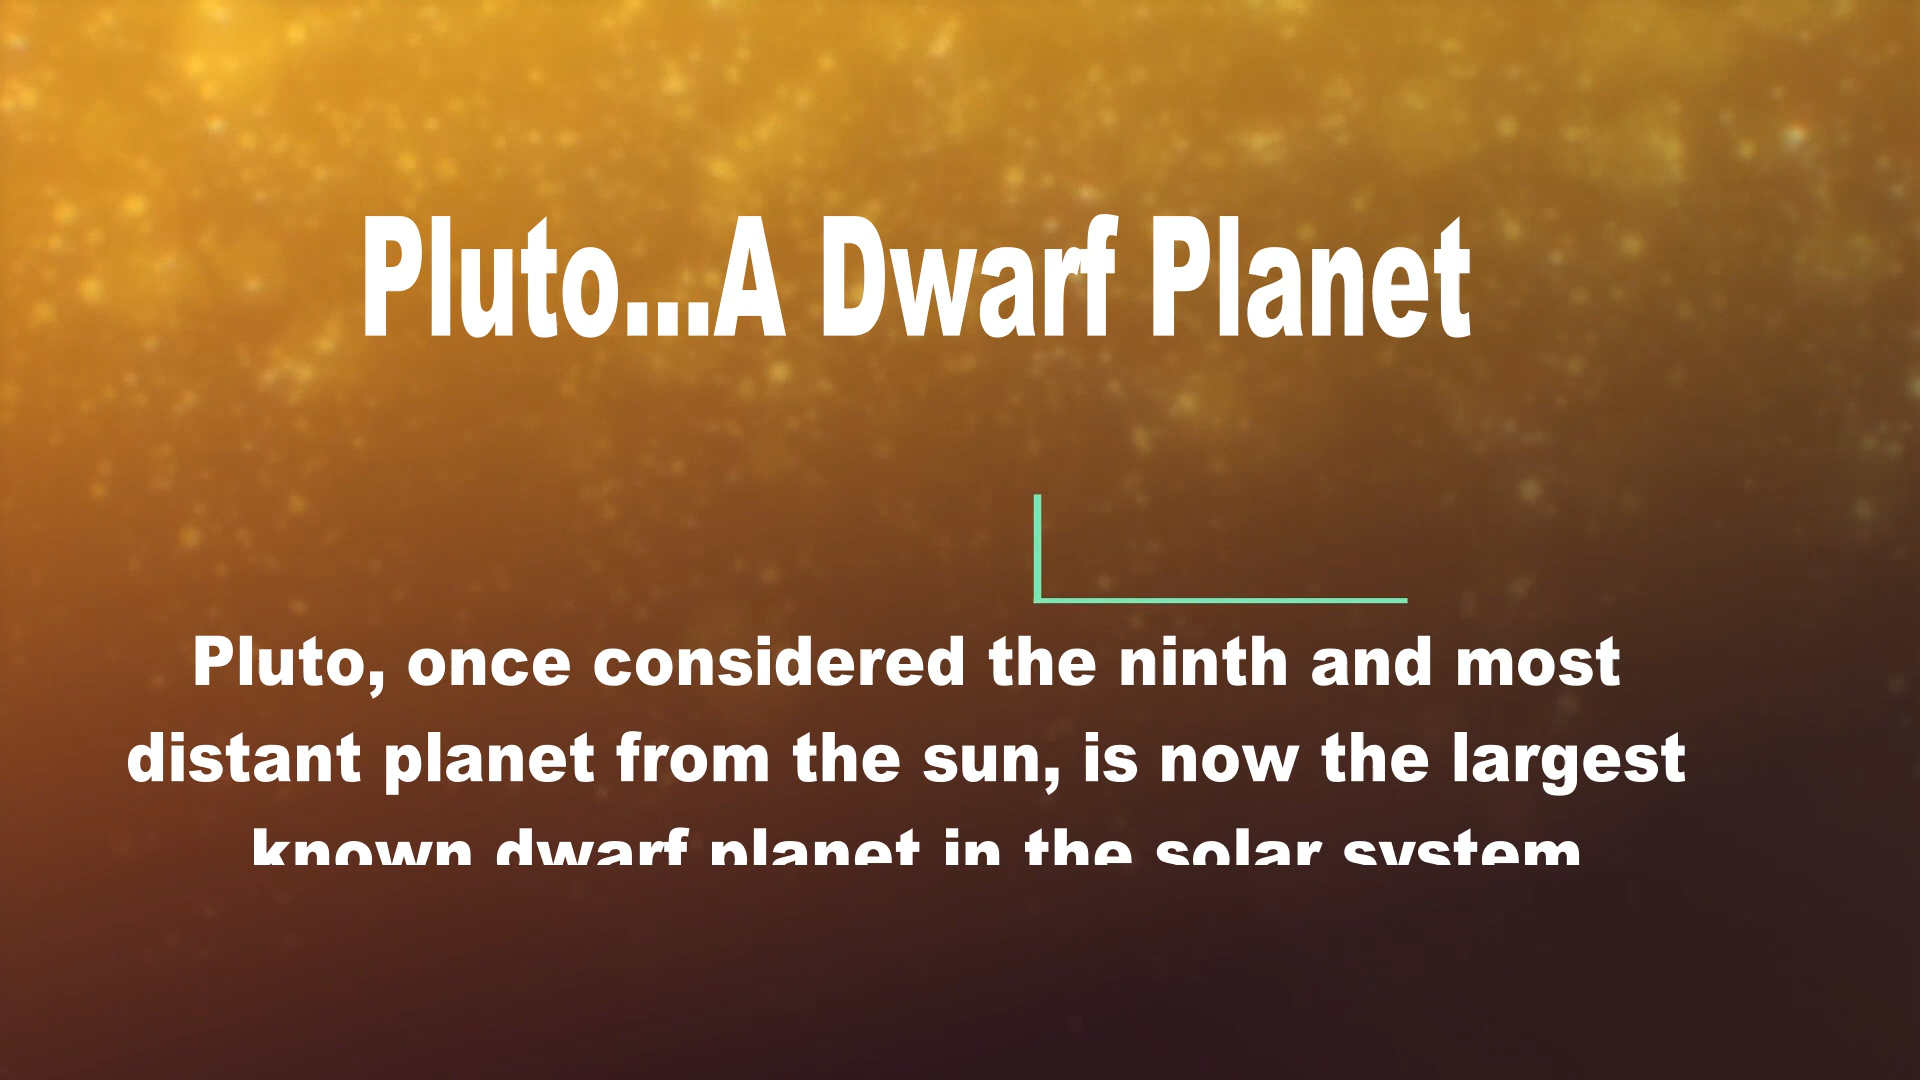 Pluto...A Dwarf Planet
Pluto, once considered the ninth and most
distant planet from the sun, is now the largest
known dwarf planet in the solar system